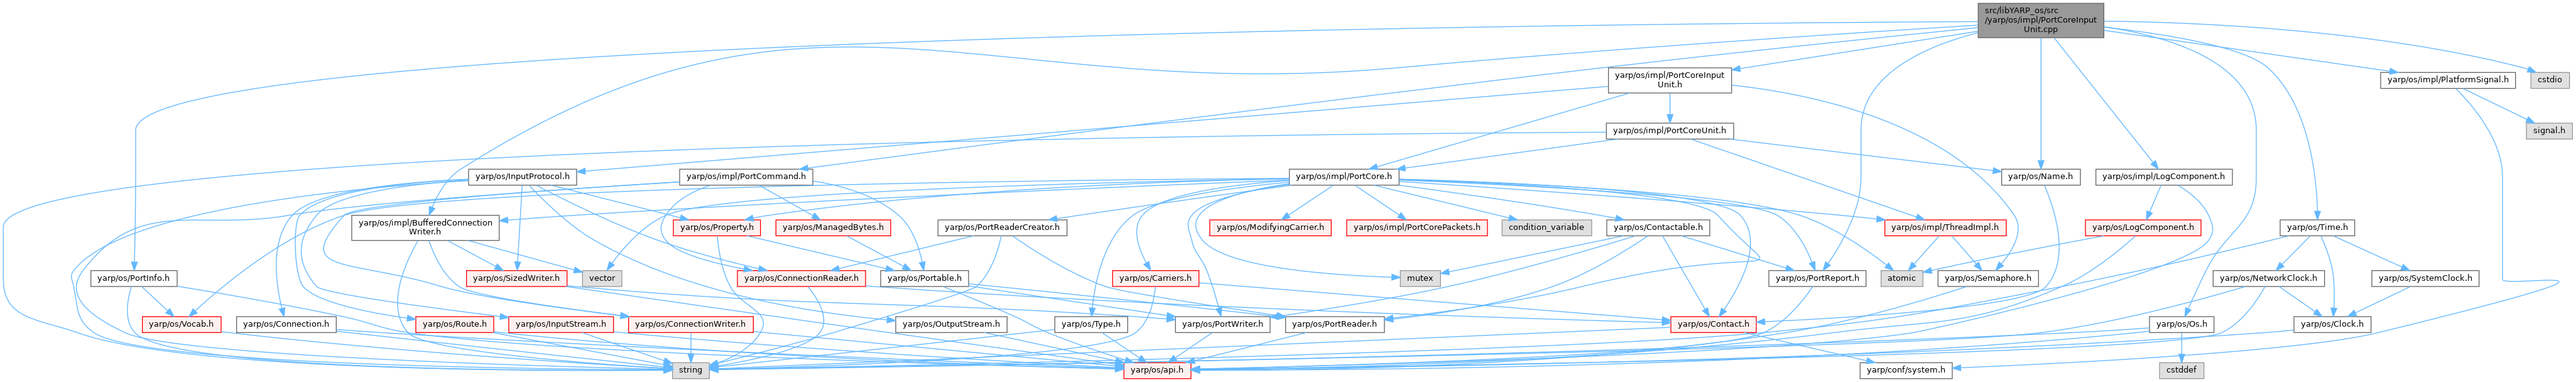 src/libYARP_os/src
/yarp/os/impl/PortCoreInput
Unit.cpp
yarp/os/impl/PortCoreInput
Unit.h
yarp/os/impl/PlatformSignal.h
cstdio
yarp/os/impl/PortCoreUnit.h
signal.h
yarp/os/InputProtocol.h
yarp/os/impl/PortCommand.h
yarp/os/impl/PortCore.h
yarp/os/Name.h
yarp/os/impl/LogComponent.h
yarp/os/impl/BufferedConnection
Writer.h
yarp/os/Property.h
yarp/os/ManagedBytes.h
yarp/os/PortReaderCreator.h
yarp/os/ModifyingCarrier.h
yarp/os/impl/PortCorePackets.h
condition_variable
yarp/os/Contactable.h
yarp/os/impl/ThreadImpl.h
yarp/os/LogComponent.h
yarp/os/Time.h
yarp/os/PortInfo.h
yarp/os/SizedWriter.h
vector
yarp/os/ConnectionReader.h
yarp/os/Portable.h
yarp/os/Carriers.h
mutex
yarp/os/PortReport.h
atomic
yarp/os/Semaphore.h
yarp/os/NetworkClock.h
yarp/os/SystemClock.h
yarp/os/Vocab.h
yarp/os/Connection.h
yarp/os/Route.h
yarp/os/InputStream.h
yarp/os/ConnectionWriter.h
yarp/os/OutputStream.h
yarp/os/Type.h
yarp/os/PortWriter.h
yarp/os/PortReader.h
yarp/os/Contact.h
yarp/os/Os.h
yarp/os/Clock.h
string
yarp/os/api.h
yarp/conf/system.h
cstddef